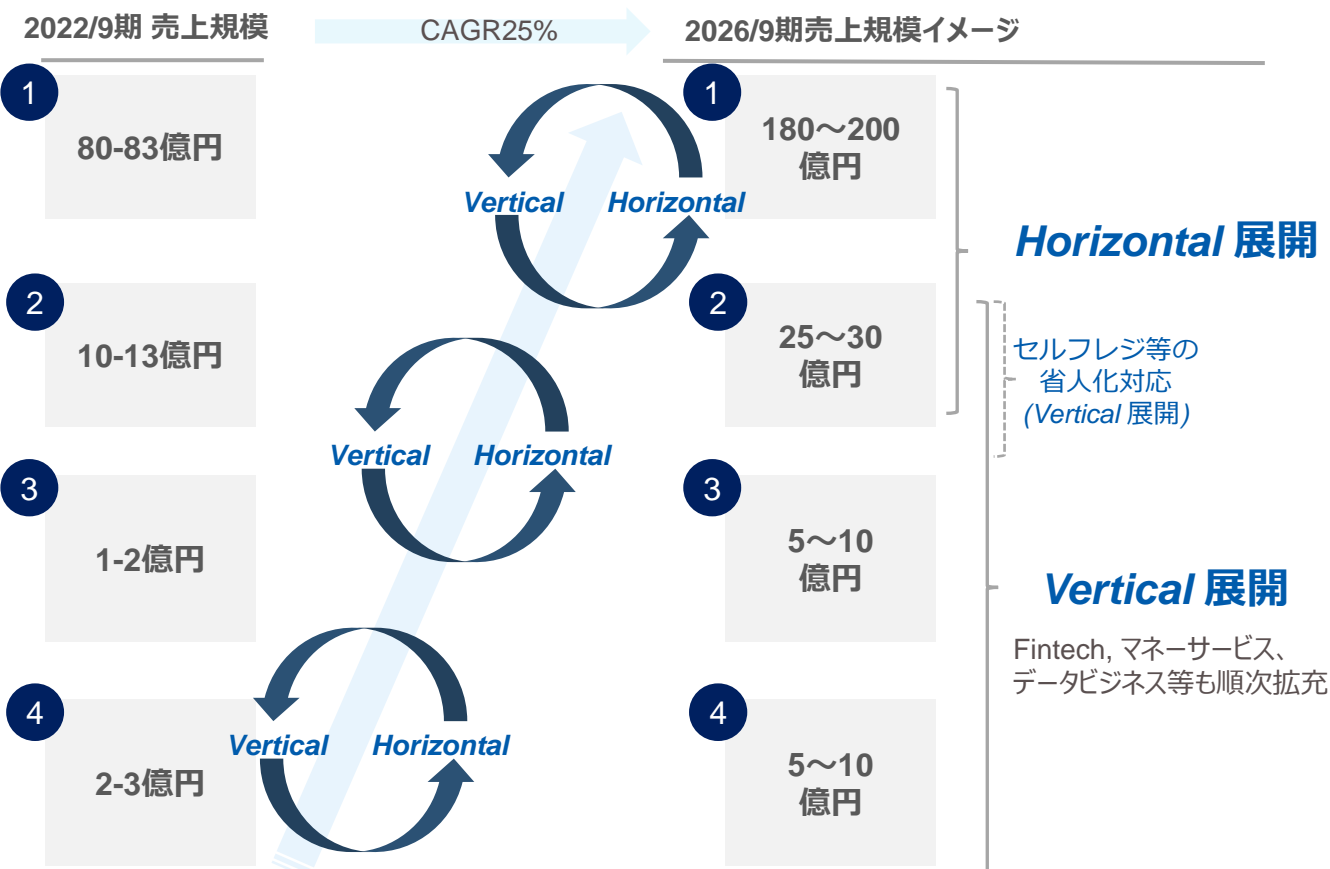 2022/9期 売上規模
CAGR25%
2026/9期売上規模イメージ
1
80-83億円
Vertical
Horizontal
1
180～200
億円
Horizontal 展開
2
10-13億円
2
25～30
億円
セルフレジ等の
省人化対応
(Vertical 展開)
Vertical
Horizontal
3
1-2億円
3
5～10
億円
Vertical 展開
Fintech, マネーサービス、
データビジネス等も順次拡充
4
2-3億円
Vertical
Horizontal
4
5～10
億円